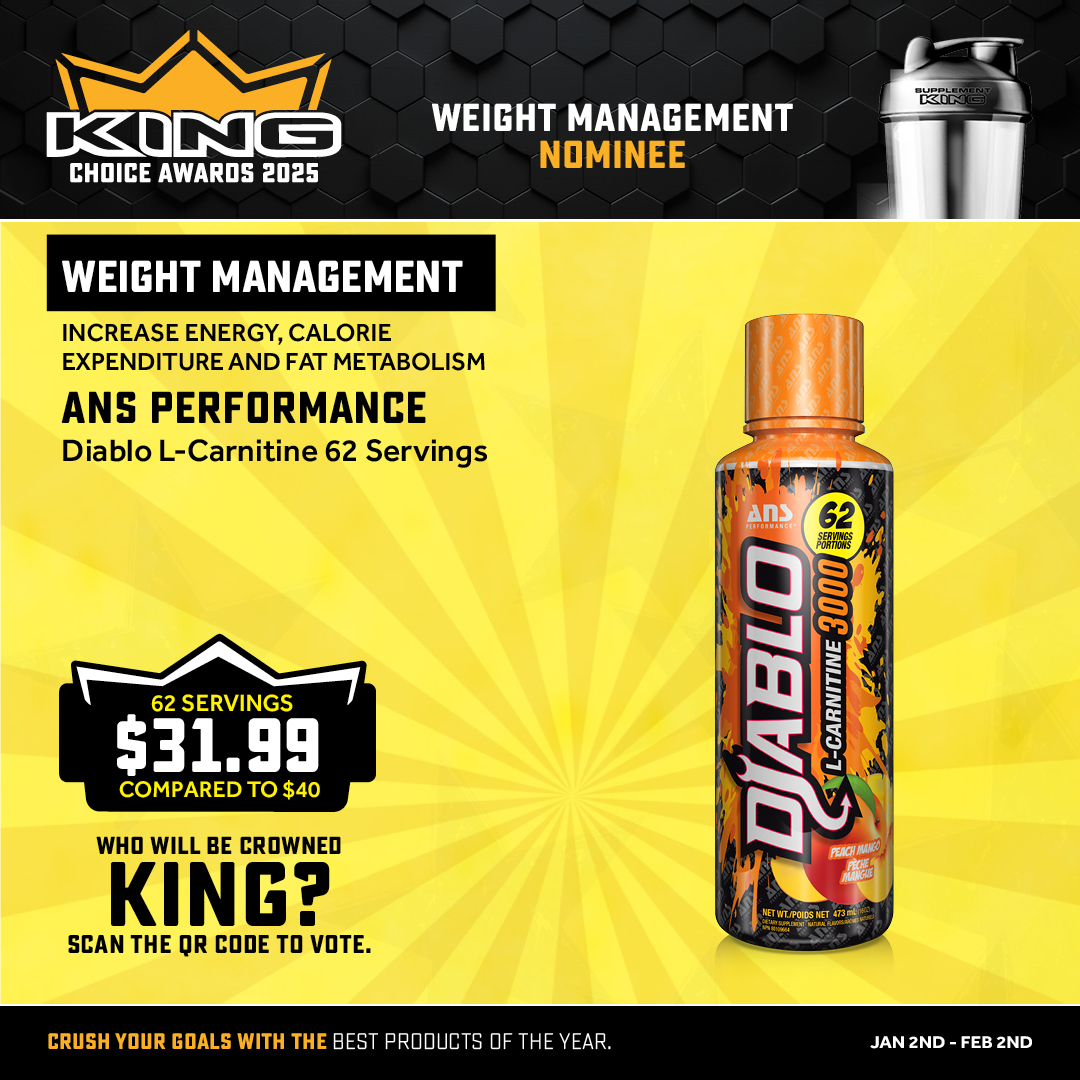 KING
CHOICE AWARDS 2025
WEIGHT MANAGEMENT
NOMINEE
SUPPLEMENT
KING
WEIGHT MANAGEMENT
INCREASE ENERGY, CALORIE
EXPENDITURE AND FAT METABOLISM
ANS PERFORMANCE
Diablo L-Carnitine 62 Servings
62 SERVINGS
$31.99
COMPARED TO $40
WHO WILL BE CROWNED
KING?
SCAN THE QR CODE TO VOTE.
ANS
PERFORMANCE
62
SERVINGS
PORTIONS
DIABLO
L-CARNITINE 3000
PEACH MANGO
PÊCHE
MANGUE
NET WT./POIDS NET 473 mL
CRUSH YOUR GOALS WITH THE BEST PRODUCTS OF THE YEAR.
JAN 2ND - FEB 2ND